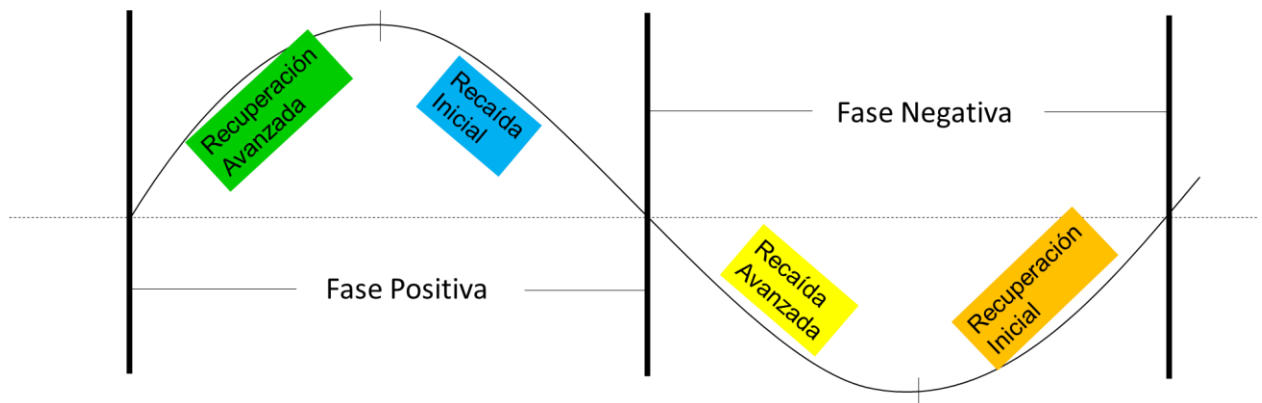 Recuperación
Avanzada
Recaída
Inicial
Fase Negativa
Fase Positiva
Recaída
Avanzada
Recuperación
Inicial